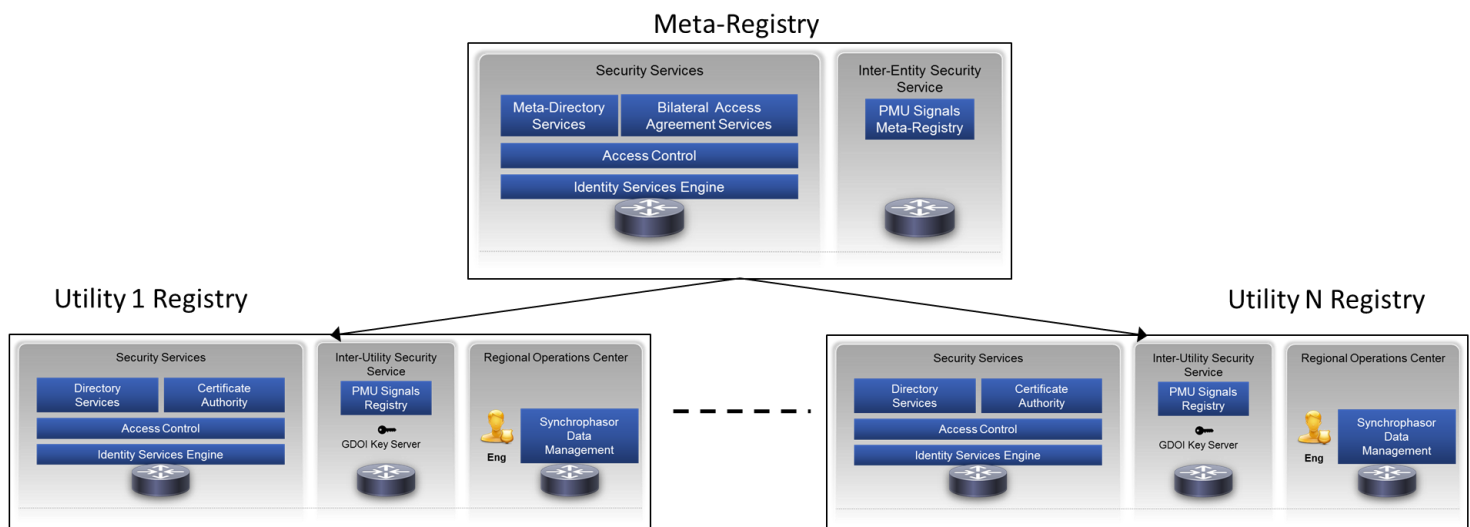 Meta-Registry
Security Services
Meta-Directory
Services
Bilateral Access
Agreement Services
Access Control
Identity Services Engine
Inter-Entity Security
Service
PMU Signals
Meta-Registry
Utility 1 Registry
Security Services
Directory
Services
Certificate
Authority
Access Control
Identity Services Engine
Inter-Utility Security
Service
PMU Signals
Registry
GDOI Key Server
Regional Operations Center
Eng
Synchrophasor
Data
Management
Utility N Registry
Security Services
Directory
Services
Certificate
Authority
Access Control
Identity Services Engine
Inter-Utility Security
Service
PMU Signals
Registry
GDOI Key Server
Regional Operations Center
Eng
Synchrophasor
Data
Management